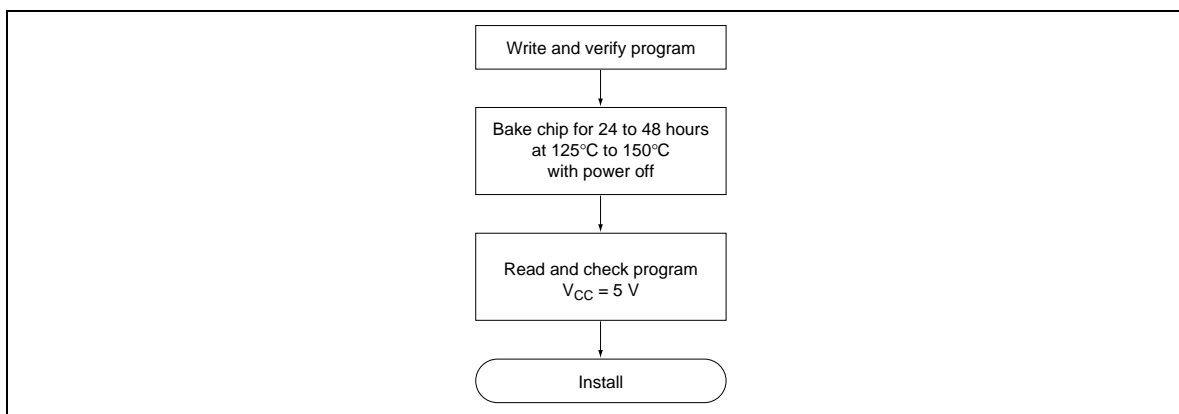 Write and verify program
Bake chip for 24 to 48 hours
at 125°C to 150°C
with power off
Read and check program
VCC = 5 V
Install